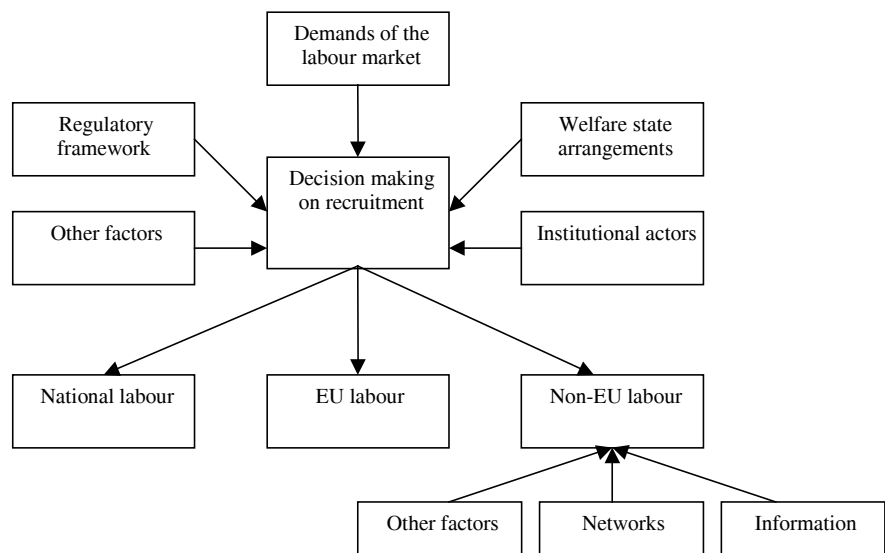 Demands of the
labour market
Regulatory
framework
Welfare state
arrangements
Decision making
on recruitment
Other factors
Institutional actors
National labour
EU labour
Non-EU labour
Other factors
Networks
Information